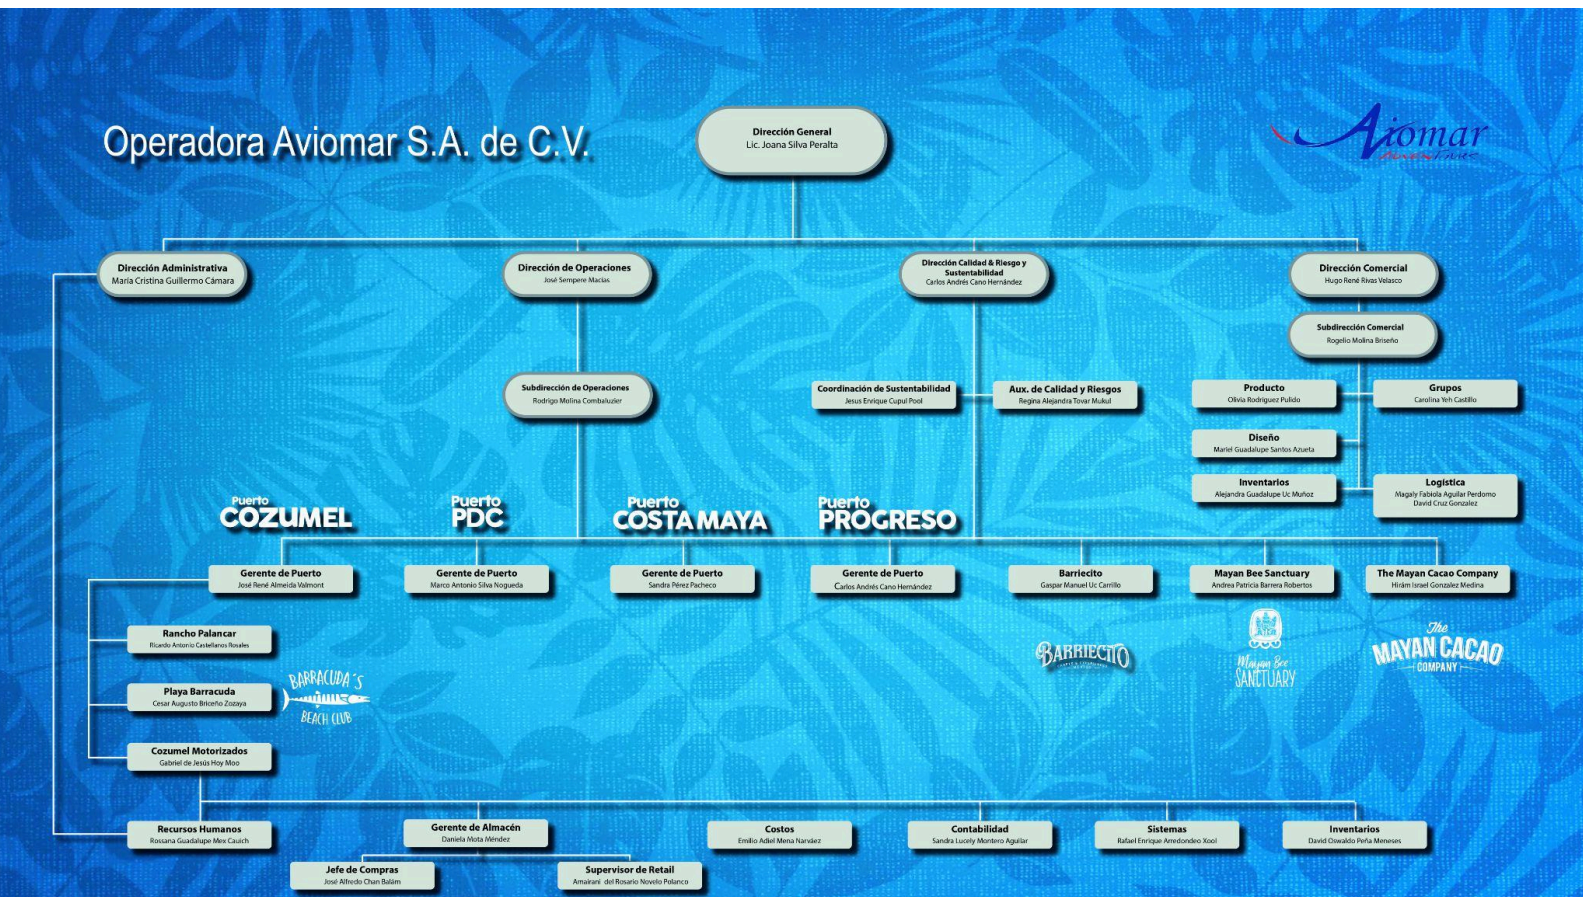 Operadora Aviomar S.A. de C.V.
Dirección General
Lic. Joana Silva Peralta
Aviomar
Dirección Administrativa
María Cristina Guillermo Cámara
Dirección de Operaciones
José Sempere Macias
Dirección Calidad & Riesgo y
Sustentabilidad
Carlos Andrés Cano Hernández
Dirección Comercial
Hugo René Rivas Velasco
Subdirección Comercial
Rogelio Molina Briseño
Subdirección de Operaciones
Rodrigo Molina Combaluzier
Coordinación de Sustentabilidad
Jesus Enrique Cupul Pool
Aux. de Calidad y Riesgos
Regina Alejandra Tovar Mukul
Producto
Olivia Rodriguez Pulido
Grupos
Carolina Yeh Castillo
Diseño
Mariel Guadalupe Santos Azueta
Inventarios
Alejandra Guadalupe Uc Muñoz
Logística
Magaly Fabiola Aguilar Perdomo
David Cruz Gonzalez
Puerto
COZUMEL
Puerto
PDC
Puerto
COSTA MAYA
Puerto
PROGRESO
Gerente de Puerto
José René Almeida Valmont
Gerente de Puerto
Marco Antonio Silva Nogueda
Gerente de Puerto
Sandra Pérez Pacheco
Gerente de Puerto
Carlos Andrés Cano Hernández
Barriecito
Gaspar Manuel Uc Carrillo
Mayan Bee Sanctuary
Andrea Patricia Barrera Robertos
The Mayan Cacao Company
Hirám Israel Gonzalez Medina
Rancho Palancar
Ricardo Antonio Castellanos Rosales
BARRIECITO
Mayan Bee
SANCTUARY
The
MAYAN CACAO
COMPANY
Playa Barracuda
Cesar Augusto Briceño Zozaya
BARRACUDA´S
BEACH CLUB
Cozumel Motorizados
Gabriel de Jesús Hoy Moo
Recursos Humanos
Rossana Guadalupe Mex Cauich
Gerente de Almacén
Daniela Mota Méndez
Costos
Emilio Adiel Mena Narváez
Contabilidad
Sandra Lucely Montero Aguilar
Sistemas
Rafael Enrique Arredondeo Xool
Inventarios
David Oswaldo Peña Meneses
Jefe de Compras
José Alfredo Chan Balám
Supervisor de Retail
Amairani del Rosario Novelo Polanco